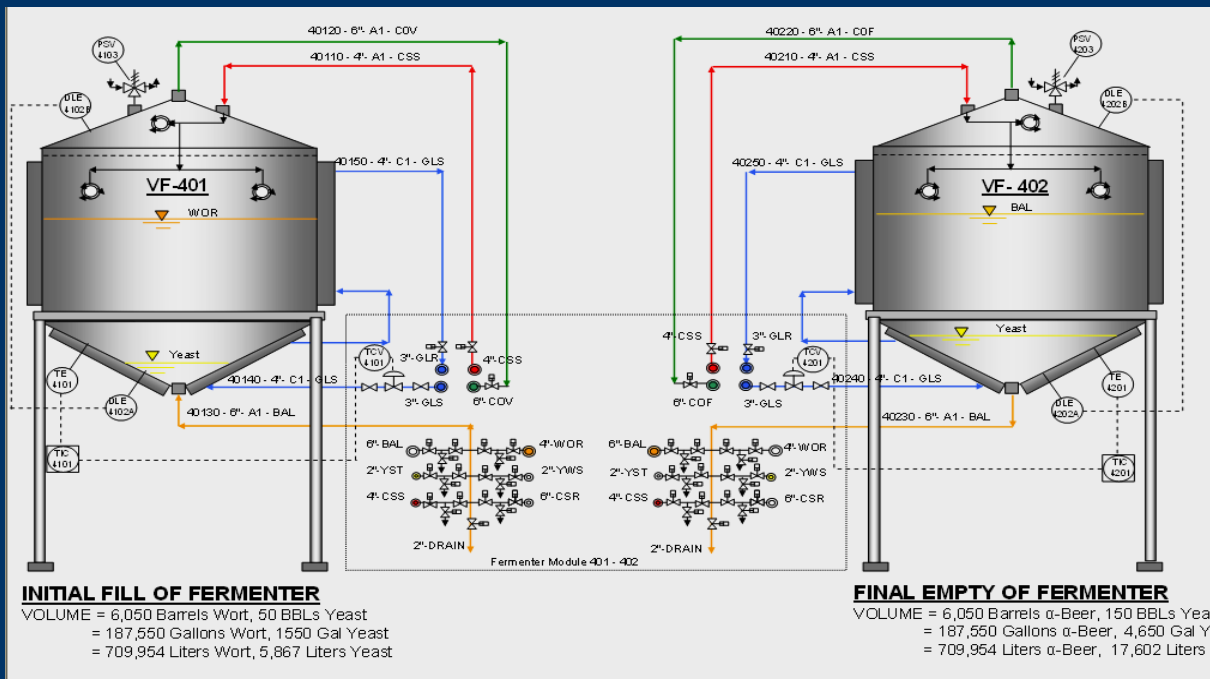 40120 - 6"- A1 - COV
40110 - 4"- A1 - CSS
40220 - 6"- A1 - COF
40210 - 4"- A1 - CSS
PSV 4103
PSV 4203
DLE 4102B
DLE 4202B
40150 - 4"- C1 - GLS
40250 - 4"- C1 - GLS
VF-401
VF- 402
WOR
BAL
Yeast
Yeast
TE 4101
TCV 4101
3"-GLR
4"-CSS
4"-CSS
3"-GLR
TCV 4201
TE 4201
40140 - 4"- C1 - GLS
3"-GLS
6"-COV
6"-COF
3"-GLS
40240 - 4"- C1 - GLS
DLE 4102A
DLE 4202A
40130 - 6"- A1 - BAL
40230 - 6"- A1 - BAL
TIC 4101
TIC 4201
6"-BAL
4"-WOR
6"-BAL
4"-WOR
2"-YST
2"-YWS
2"-YST
2"-YWS
4"-CSS
6"-CSR
4"-CSS
6"-CSR
2"-DRAIN
2"-DRAIN
Fermenter Module 401 - 402
INITIAL FILL OF FERMENTER
VOLUME = 6,050 Barrels Wort, 50 BBLs Yeast
= 187,550 Gallons Wort, 1550 Gal Yeast
= 709,954 Liters Wort, 5,867 Liters Yeast
FINAL EMPTY OF FERMENTER
VOLUME = 6,050 Barrels α-Beer, 150 BBLs Yea
= 187,550 Gallons α-Beer, 4,650 Gal Y
= 709,954 Liters α-Beer, 17,602 Liters